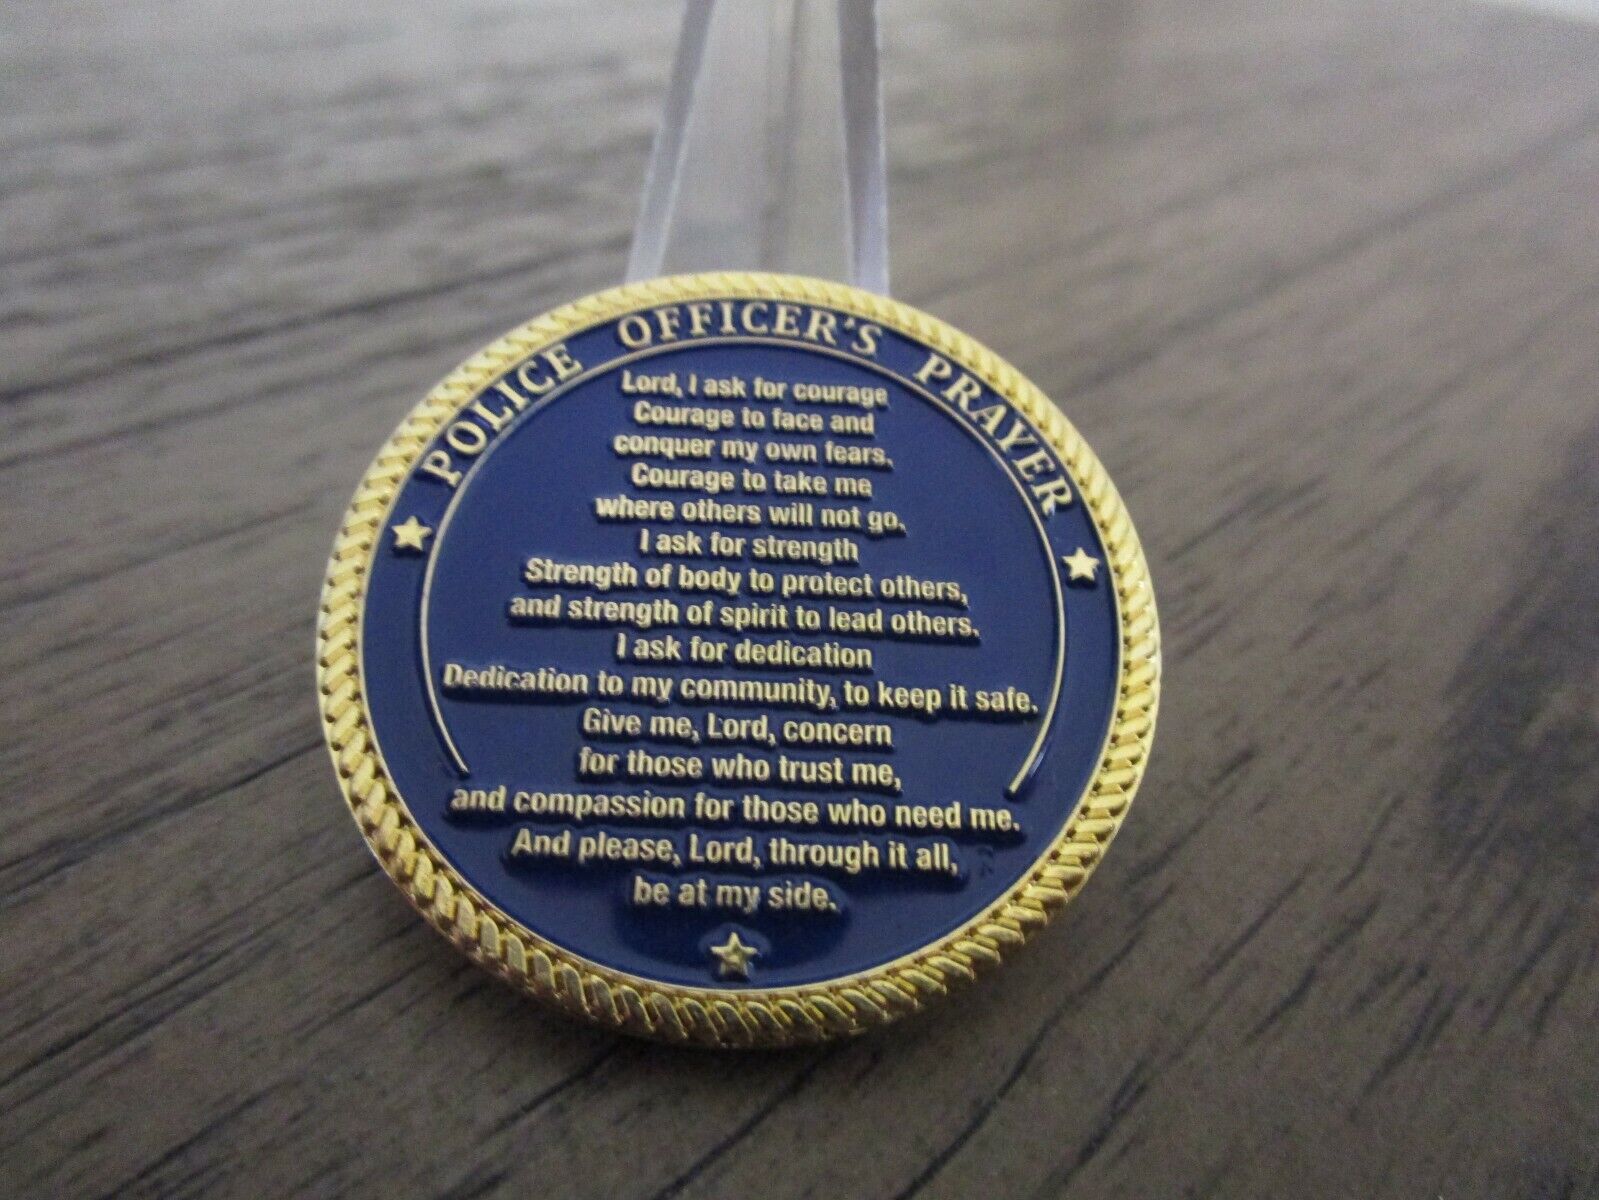 POLICE OFFICER'S PRAYER
Lord, I ask for courage
Courage to face and
conquer my own fears.
Courage to take me
where others will not go.
I ask for strength
Strength of body to protect others,
and strength of spirit to lead others.
I ask for dedication
Dedication to my community, to keep it safe.
Give me, Lord, concern
for those who trust me,
and compassion for those who need me.
And please, Lord, through it all,
be at my side.